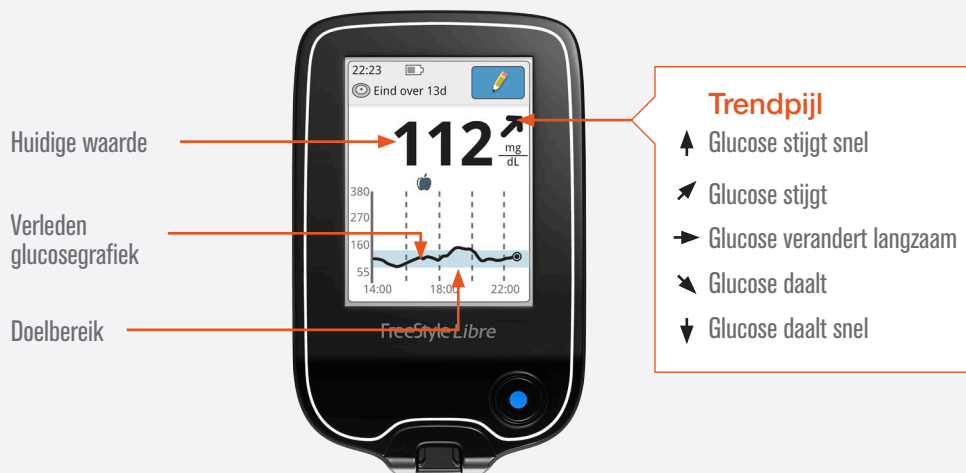 22:23
Eind over 13d
112
mg
dL
380
270
160
55
14:00 18:00 22:00
FreeStyle Libre
Huidige waarde
Verleden
glucosegrafiek
Doelbereik
Trendpijl
Glucose stijgt snel
Glucose stijgt
Glucose verandert langzaam
Glucose daalt
Glucose daalt snel